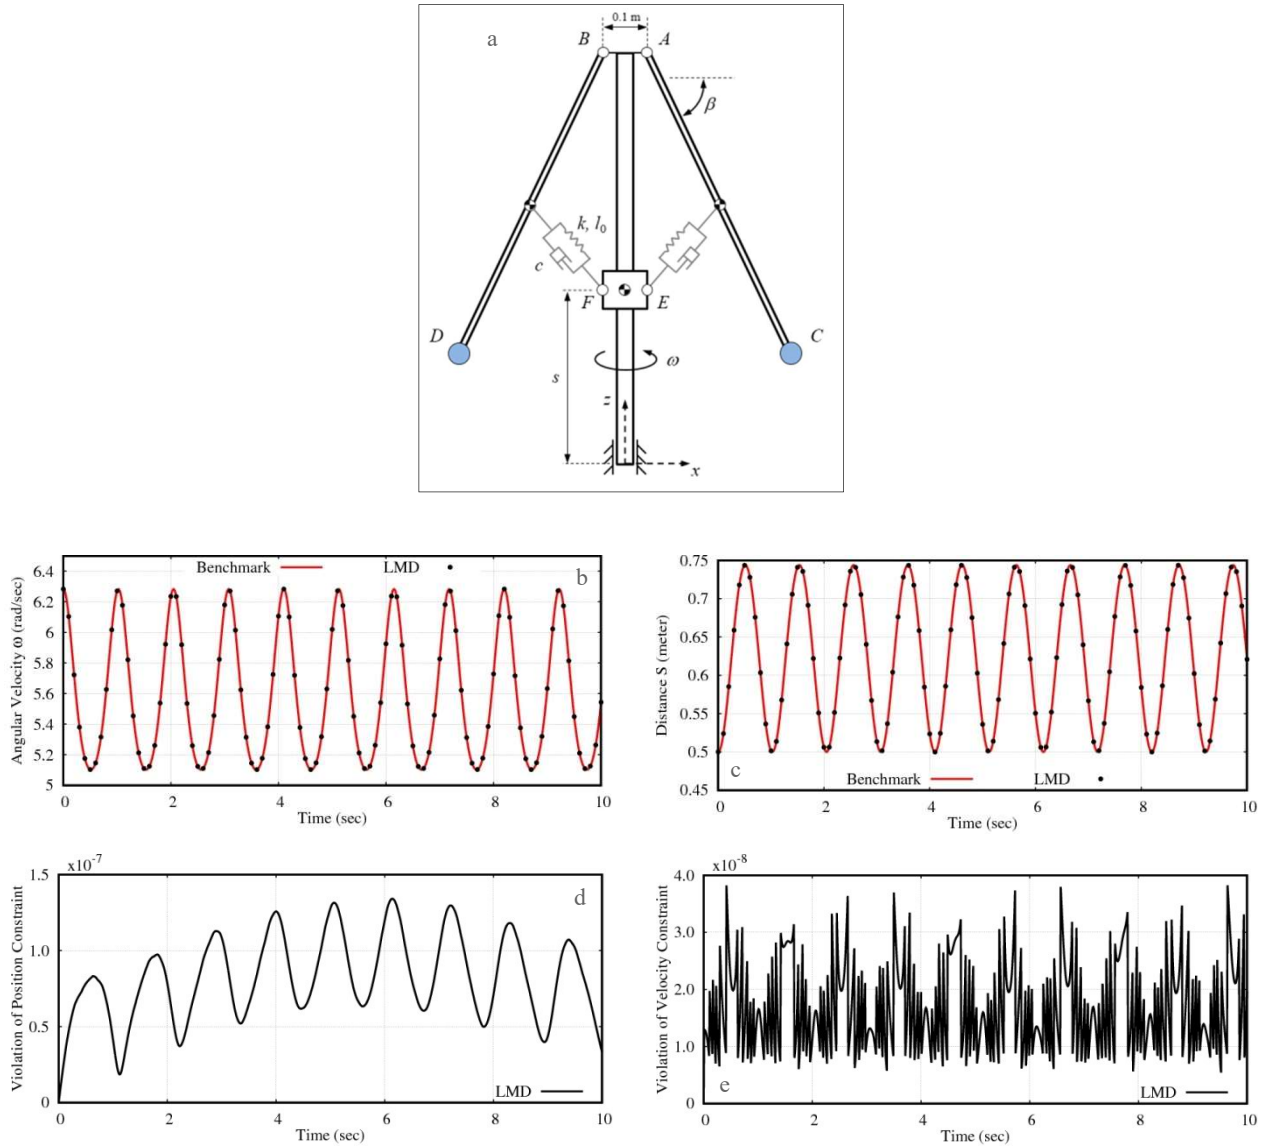 a
0.1 m
B
A
β
k, l₀
c
F
E
D
C
s
ω
z
x
Angular Velocity ω (rad/sec)
6.4
6.2
6
5.8
5.6
5.4
5.2
5
Benchmark
LMD
b
0 2 4 6 8 10
Time (sec)
Distance S (meter)
0.75
0.7
0.65
0.6
0.55
0.5
0.45
c
Benchmark
LMD
0 2 4 6 8 10
Time (sec)
x10⁻⁷
Violation of Position Constraint
1.5
1.0
0.5
0
d
LMD
0 2 4 6 8 10
Time (sec)
x10⁻⁸
Violation of Velocity Constraint
4.0
3.0
2.0
1.0
0
e
LMD
0 2 4 6 8 10
Time (sec)